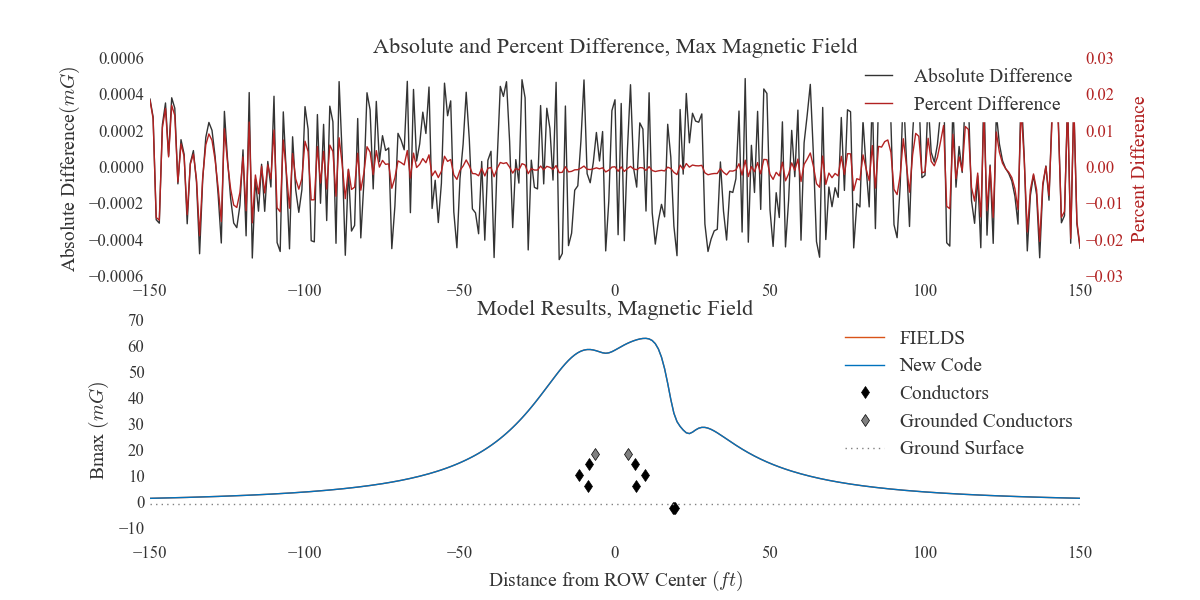 Absolute and Percent Difference, Max Magnetic Field
0.0006
0.0004
0.0002
0.0000
−0.0002
−0.0004
−0.0006
Absolute Difference(mG)
0.03
0.02
0.01
0.00
−0.01
−0.02
−0.03
Percent Difference
Absolute Difference
Percent Difference
−150 −100 −50 0 50 100 150
Model Results, Magnetic Field
70
60
50
40
30
20
10
0
−10
Bmax (mG)
FIELDS
New Code
Conductors
Grounded Conductors
Ground Surface
−150 −100 −50 0 50 100 150
Distance from ROW Center (ft)